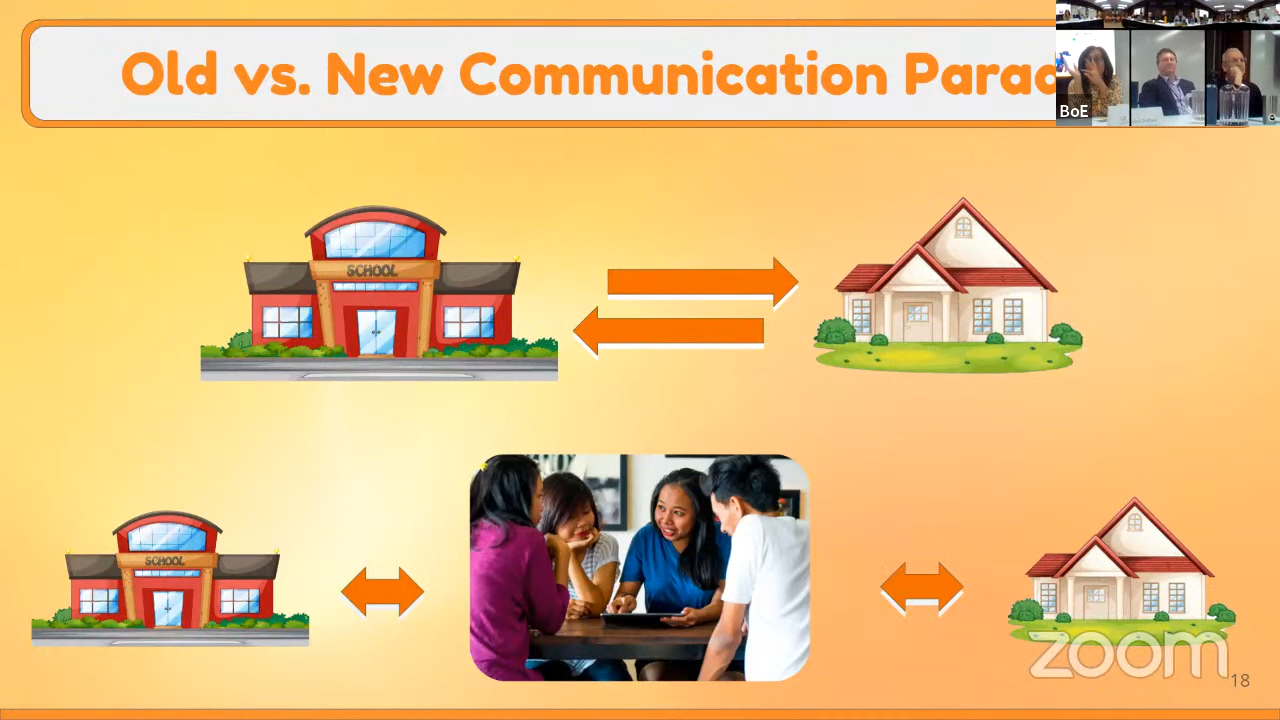 Old vs. New Communication Parad
BoE
SCHOOL
SCHOOL
zoom
18